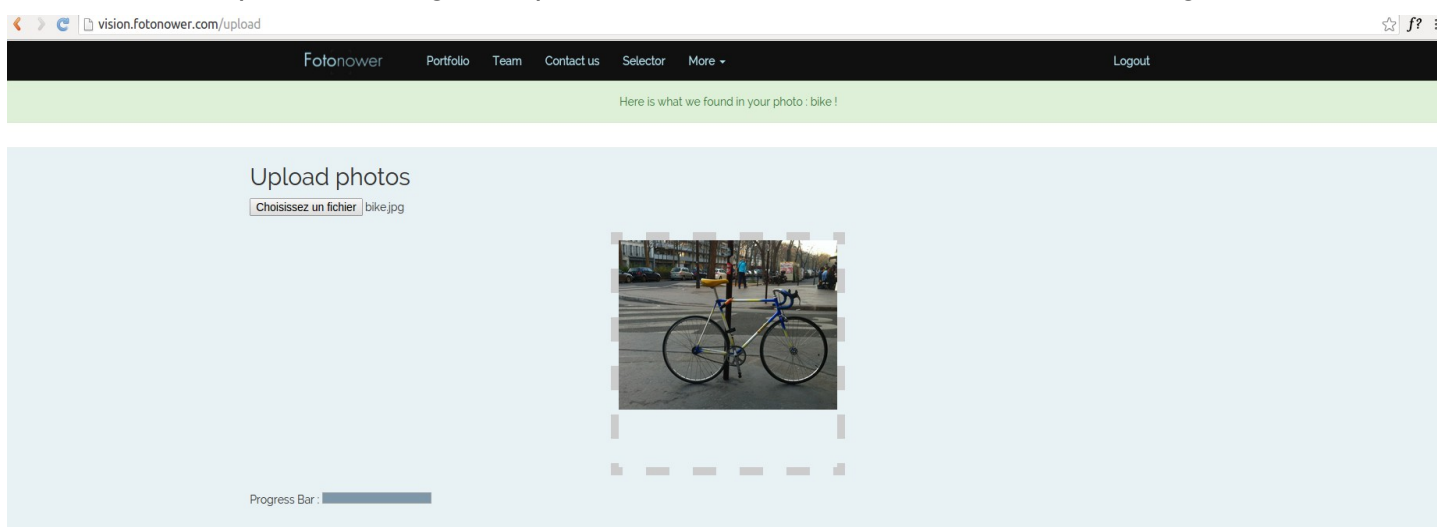 vision.fotonower.com/upload
f?
Fotonower Portfolio Team Contact us Selector More Logout
Here is what we found in your photo : bike !
Upload photos
Choisissez un fichier bike.jpg
Progress Bar :